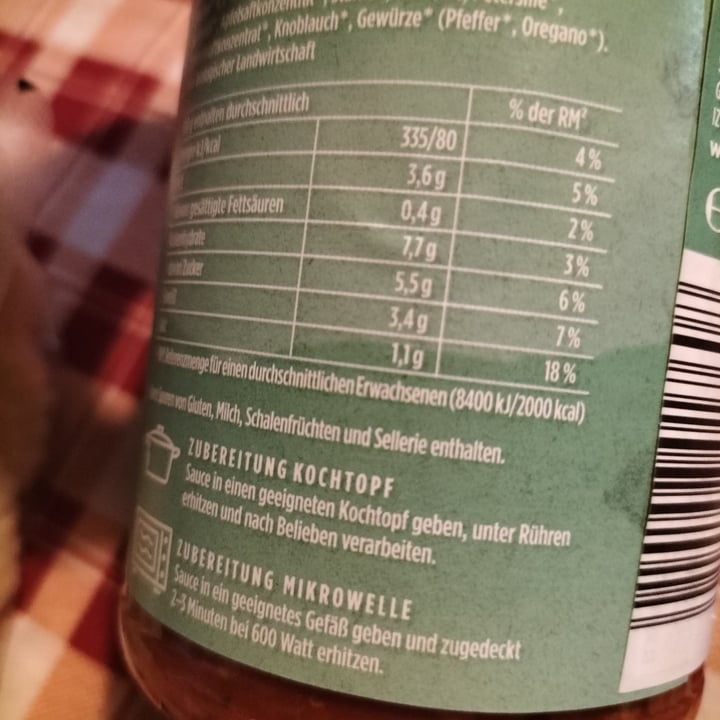 Knoblauch*, Gewürze* (Pfeffer*, Oregano*).
Landwirtschaft
durchschnittlich % der RM²
335/80 4%
3,6g 5%
gesättigte Fettsäuren 0,4g 2%
7,7g 3%
Zucker 5,5g 6%
3,4g 7%
1,1g 18%
für einen durchschnittlichen Erwachsenen (8400 kJ/2000 kcal)
von Gluten, Milch, Schalenfrüchten und Sellerie enthalten.
ZUBEREITUNG KOCHTOPF
Sauce in einen geeigneten Kochtopf geben, unter Rühren
erhitzen und nach Belieben verarbeiten.
ZUBEREITUNG MIKROWELLE
Sauce in ein geeignetes Gefäß geben und zugedeckt
2-3 Minuten bei 600 Watt erhitzen.